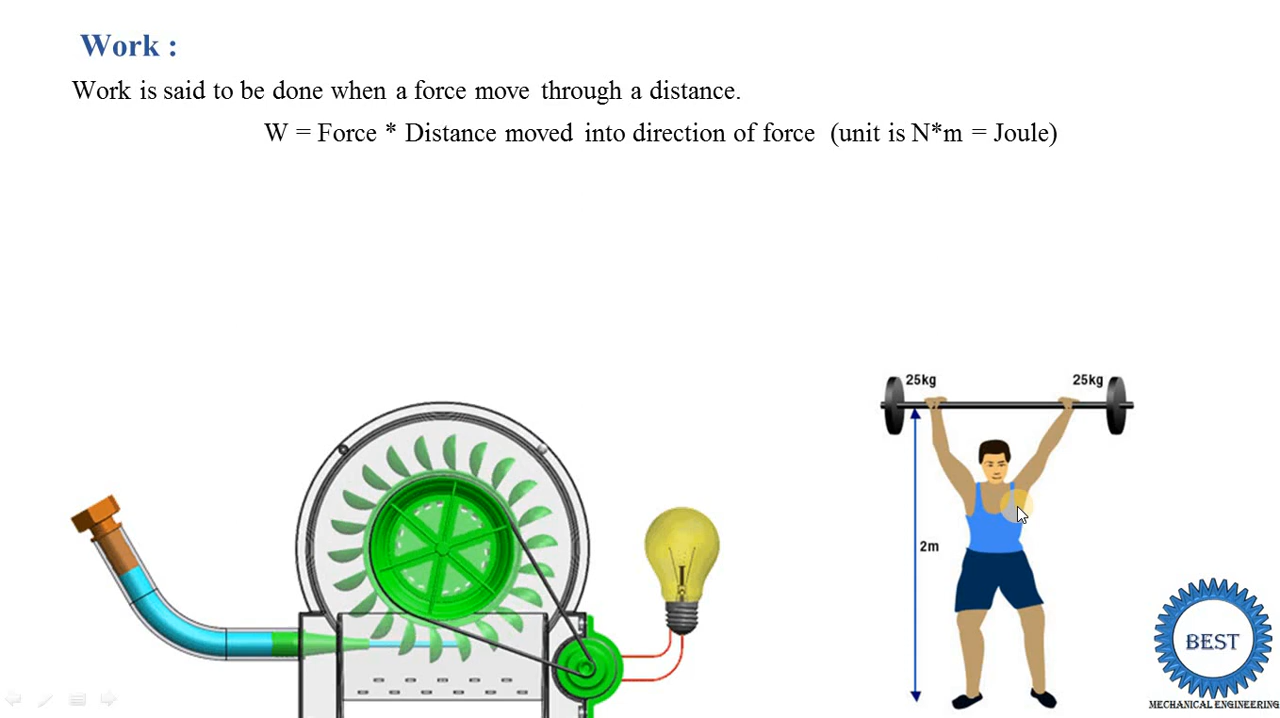 Work :
Work is said to be done when a force move through a distance.
W = Force * Distance moved into direction of force (unit is N*m = Joule)
25kg
25kg
2m
BEST
MECHANICAL ENGINEERING